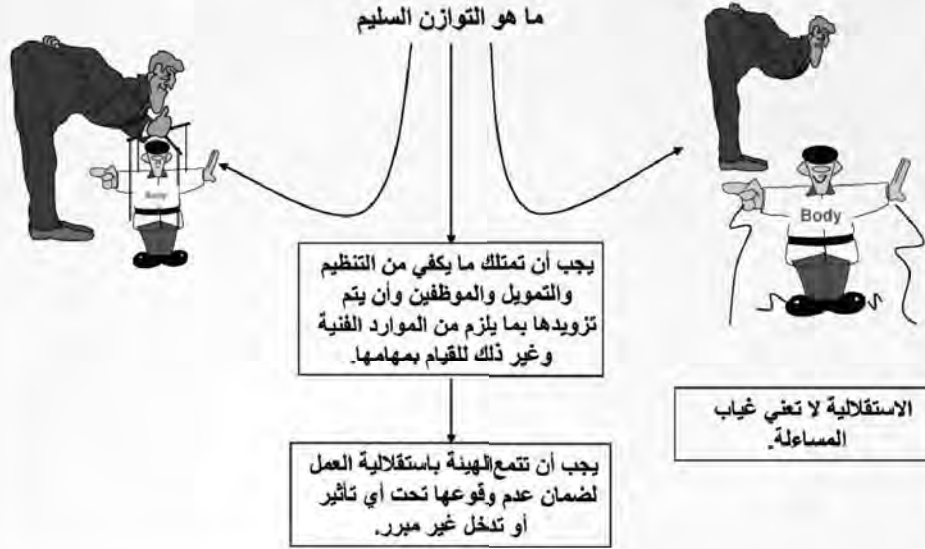 ما هو التوازن السليم
Body
Body
يجب أن تمتلك ما يكفي من التنظيم
والتمويل والموظفين وأن يتم
تزويدها بما يلزم من الموارد الفنية
وغير ذلك للقيام بمهامها.
الاستقلالية لا تعني غياب
المساءلة.
يجب أن تتمعالهيئة باستقلالية العمل
لضمان عدم وقوعها تحت أي تأثير
أو تدخل غير مبرر.